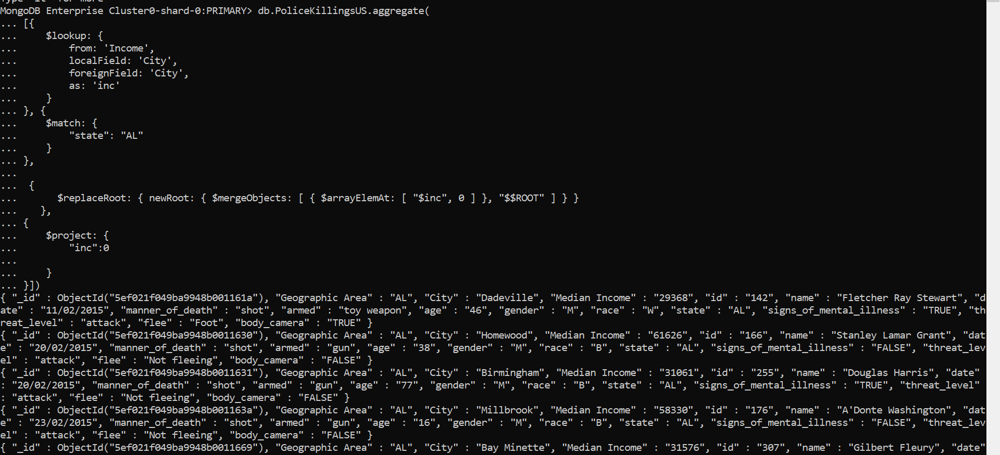 MongoDB Enterprise Cluster0-shard-0:PRIMARY> db.PoliceKillingsUS.aggregate(
... [{
...     $lookup: {
...         from: 'Income',
...         localField: 'City',
...         foreignField: 'City',
...         as: 'inc'
...     }
... }, {
...     $match: {
...         "state": "AL"
...     }
... },
...
...  {
...       $replaceRoot: { newRoot: { $mergeObjects: [ { $arrayElemAt: [ "$inc", 0 ] }, "$$ROOT" ] } }
...    },
... {
...     $project: {
...         "inc":0
...
...     }
... }])
{ "_id" : ObjectId("5ef021f049ba9948b001161a"), "Geographic Area" : "AL", "City" : "Dadeville", "Median Income" : "29368", "id" : "142", "name" : "Fletcher Ray Stewart", "d
ate" : "11/02/2015", "manner_of_death" : "shot", "armed" : "toy weapon", "age" : "46", "gender" : "M", "race" : "W", "state" : "AL", "signs_of_mental_illness" : "TRUE", "th
reat_level" : "attack", "flee" : "Foot", "body_camera" : "TRUE" }
{ "_id" : ObjectId("5ef021f049ba9948b0011630"), "Geographic Area" : "AL", "City" : "Homewood", "Median Income" : "61626", "id" : "166", "name" : "Stanley Lamar Grant", "dat
e" : "20/02/2015", "manner_of_death" : "shot", "armed" : "gun", "age" : "38", "gender" : "M", "race" : "B", "state" : "AL", "signs_of_mental_illness" : "FALSE", "threat_lev
el" : "attack", "flee" : "Not fleeing", "body_camera" : "FALSE" }
{ "_id" : ObjectId("5ef021f049ba9948b0011631"), "Geographic Area" : "AL", "City" : "Birmingham", "Median Income" : "31061", "id" : "255", "name" : "Douglas Harris", "date"
: "20/02/2015", "manner_of_death" : "shot", "armed" : "gun", "age" : "77", "gender" : "M", "race" : "B", "state" : "AL", "signs_of_mental_illness" : "TRUE", "threat_level"
: "attack", "flee" : "Not fleeing", "body_camera" : "FALSE" }
{ "_id" : ObjectId("5ef021f049ba9948b001163a"), "Geographic Area" : "AL", "City" : "Millbrook", "Median Income" : "58330", "id" : "176", "name" : "A'Donte Washington", "dat
e" : "23/02/2015", "manner_of_death" : "shot", "armed" : "gun", "age" : "16", "gender" : "M", "race" : "B", "state" : "AL", "signs_of_mental_illness" : "FALSE", "threat_lev
el" : "attack", "flee" : "Not fleeing", "body_camera" : "FALSE" }
{ "_id" : ObjectId("5ef021f049ba9948b0011669"), "Geographic Area" : "AL", "City" : "Bay Minette", "Median Income" : "31576", "id" : "307", "name" : "Gilbert Fleury", "date"